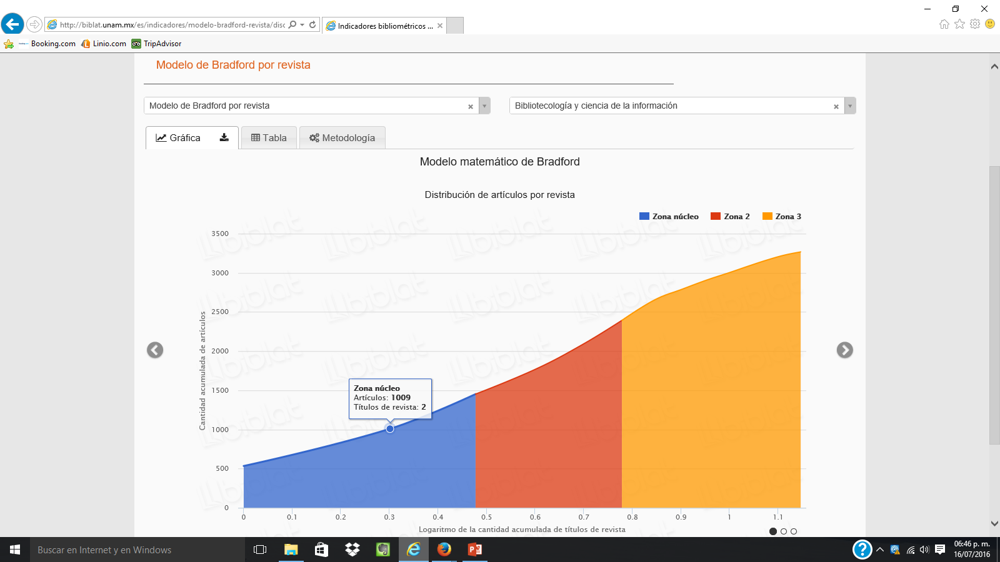 http://biblat.unam.mx/es/indicadores/modelo-bradford-revista/disc
Indicadores bibliométricos ...
Booking.com Linio.com TripAdvisor
Modelo de Bradford por revista
Modelo de Bradford por revista
Bibliotecología y ciencia de la información
Gráfica Tabla Metodología
Modelo matemático de Bradford
Distribución de artículos por revista
Zona núcleo Zona 2 Zona 3
3500
3000
2500
2000
1500
1000
500
0
Cantidad acumulada de artículos
Zona núcleo
Artículos: 1009
Títulos de revista: 2
0 0.1 0.2 0.3 0.4 0.5 0.6 0.7 0.8 0.9 1 1.1
Logaritmo de la cantidad acumulada de títulos de revista
biblat
Buscar en Internet y en Windows
06:46 p. m.
16/07/2016